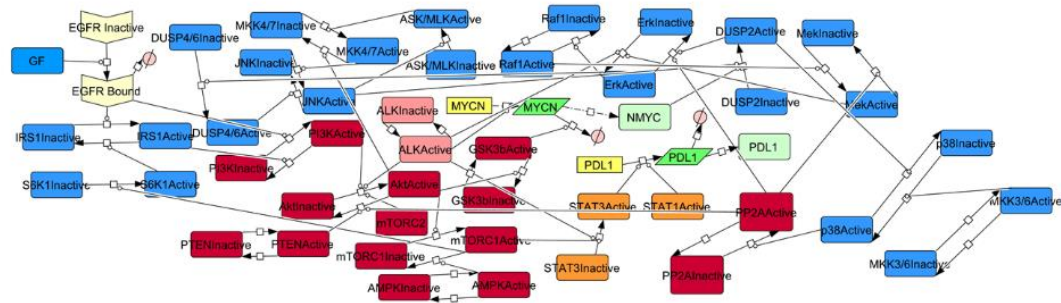 EGFR Inactive
GF
EGFR Bound
DUSP4/6Inactive
DUSP4/6Active
MKK4/7Inactive
MKK4/7Active
JNKInactive
JNKActive
ASK/MLKActive
ASK/MLKInactive
Raf1Inactive
Raf1Active
ErkInactive
ErkActive
DUSP2Active
DUSP2Inactive
MekInactive
MekActive
IRS1Inactive
IRS1Active
S6K1Inactive
S6K1Active
PI3KActive
PI3KInactive
ALKInactive
ALKActive
MYCN
MYCN
NMYC
GSK3bActive
GSK3bInactive
PDL1
PDL1
PDL1
AktActive
AktInactive
mTORC2
mTORC1Active
mTORC1Inactive
STAT3Active
STAT1Active
STAT3Inactive
PTENInactive
PTENActive
AMPKInactive
AMPKActive
PP2AActive
PP2AInactive
p38Inactive
p38Active
MKK3/6Active
MKK3/6Inactive